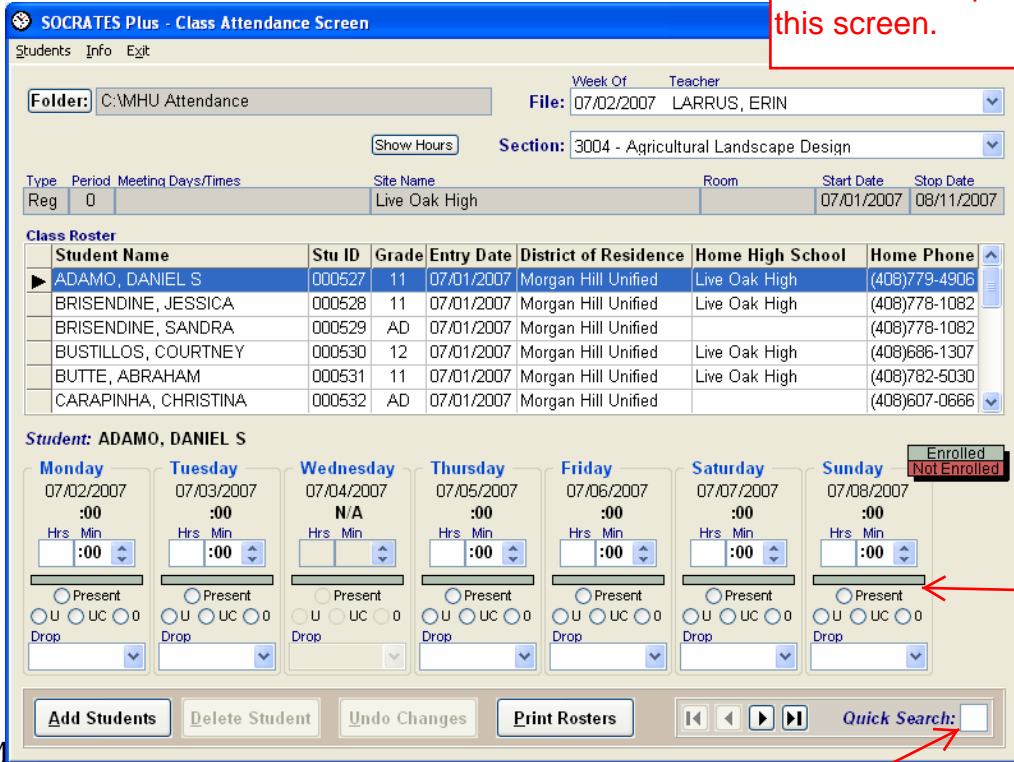 SOCRATES Plus - Class Attendance Screen
this screen.
Students Info Exit
Week Of Teacher
Folder: C:\MHU Attendance File: 07/02/2007 LARRUS, ERIN
Show Hours Section: 3004 - Agricultural Landscape Design
Type Period Meeting Days/Times Site Name Room Start Date Stop Date
Reg 0 Live Oak High 07/01/2007 08/11/2007
Class Roster
Student Name Stu ID Grade Entry Date District of Residence Home High School Home Phone
ADAMO, DANIEL S 000527 11 07/01/2007 Morgan Hill Unified Live Oak High (408)779-4906
BRISENDINE, JESSICA 000528 11 07/01/2007 Morgan Hill Unified Live Oak High (408)778-1082
BRISENDINE, SANDRA 000529 AD 07/01/2007 Morgan Hill Unified (408)778-1082
BUSTILLOS, COURTNEY 000530 12 07/01/2007 Morgan Hill Unified Live Oak High (408)686-1307
BUTTE, ABRAHAM 000531 11 07/01/2007 Morgan Hill Unified Live Oak High (408)782-5030
CARAPINHA, CHRISTINA 000532 AD 07/01/2007 Morgan Hill Unified (408)607-0666
Student: ADAMO, DANIEL S
Enrolled
Not Enrolled
Monday Tuesday Wednesday Thursday Friday Saturday Sunday
07/02/2007 07/03/2007 07/04/2007 07/05/2007 07/06/2007 07/07/2007 07/08/2007
:00 :00 N/A :00 :00 :00 :00
Hrs Min Hrs Min Hrs Min Hrs Min Hrs Min Hrs Min Hrs Min
:00 :00 :00 :00 :00 :00
Present Present Present Present Present Present Present
U UC 0 U UC 0 U UC 0 U UC 0 U UC 0 U UC 0 U UC 0
Drop Drop Drop Drop Drop Drop Drop
Add Students Delete Student Undo Changes Print Rosters Quick Search: